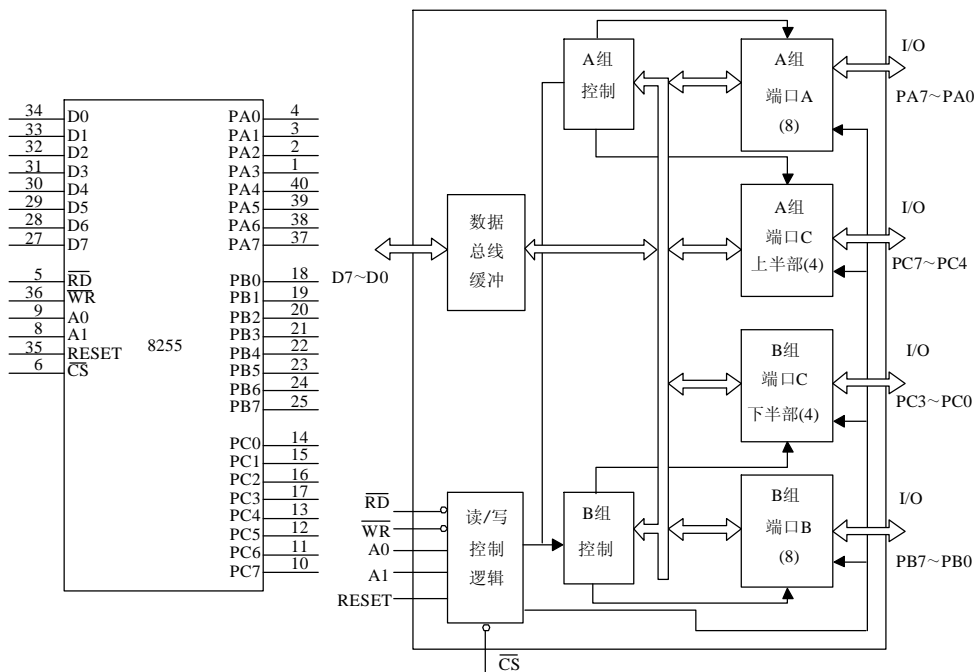 34 D0 PA0 4
33 D1 PA1 3
32 D2 PA2 2
31 D3 PA3 1
30 D4 PA4 40
29 D5 PA5 39
28 D6 PA6 38
27 D7 PA7 37
5 RD PB0 18
36 WR PB1 19
9 A0 PB2 20
8 A1 PB3 21
35 RESET PB4 22
6 CS PB5 23
PB6 24
PB7 25
8255
PC0 14
PC1 15
PC2 16
PC3 17
PC4 13
PC5 12
PC6 11
PC7 10
A组
控制
A组
端口A
(8)
I/O
PA7～PA0
数据
总线
缓冲
D7～D0
A组
端口C
上半部(4)
I/O
PC7～PC4
B组
端口C
下半部(4)
I/O
PC3～PC0
RD
WR
A0
A1
RESET
读/写
控制
逻辑
CS
B组
控制
B组
端口B
(8)
I/O
PB7～PB0